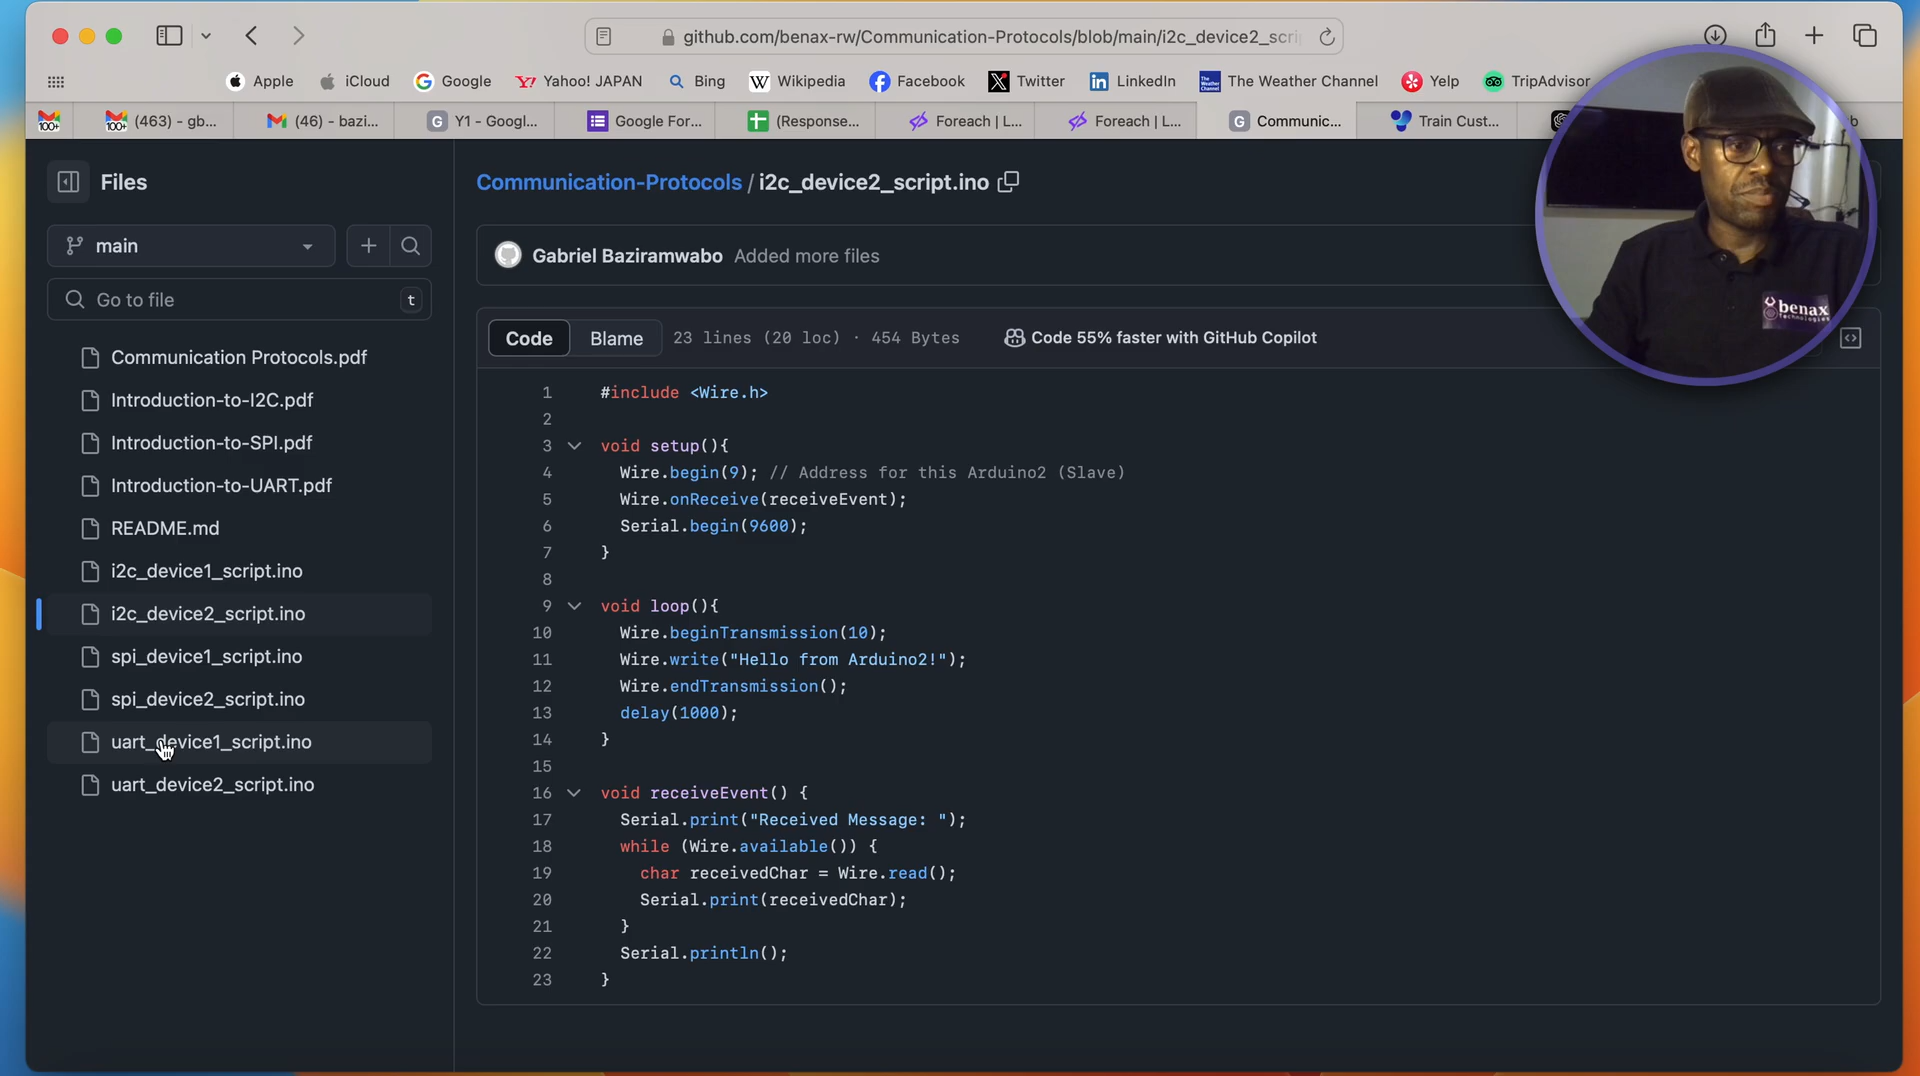 github.com/benax-rw/Communication-Protocols/blob/main/i2c_device2_scri
Apple iCloud Google Yahoo! JAPAN Bing Wikipedia Facebook Twitter LinkedIn The Weather Channel Yelp TripAdvisor
(463) - gb... (46) - bazi... Y1 - Googl... Google For... (Response... Foreach | L... Foreach | L... Communic... Train Cust...
Files
main
Go to file t
Communication Protocols.pdf
Introduction-to-I2C.pdf
Introduction-to-SPI.pdf
Introduction-to-UART.pdf
README.md
i2c_device1_script.ino
i2c_device2_script.ino
spi_device1_script.ino
spi_device2_script.ino
uart_device1_script.ino
uart_device2_script.ino
Communication-Protocols / i2c_device2_script.ino
Gabriel Baziramwabo Added more files
Code Blame 23 lines (20 loc) · 454 Bytes Code 55% faster with GitHub Copilot
1 #include <Wire.h>
2
3 void setup(){
4 Wire.begin(9); // Address for this Arduino2 (Slave)
5 Wire.onReceive(receiveEvent);
6 Serial.begin(9600);
7 }
8
9 void loop(){
10 Wire.beginTransmission(10);
11 Wire.write("Hello from Arduino2!");
12 Wire.endTransmission();
13 delay(1000);
14 }
15
16 void receiveEvent() {
17 Serial.print("Received Message: ");
18 while (Wire.available()) {
19 char receivedChar = Wire.read();
20 Serial.print(receivedChar);
21 }
22 Serial.println();
23 }
benax